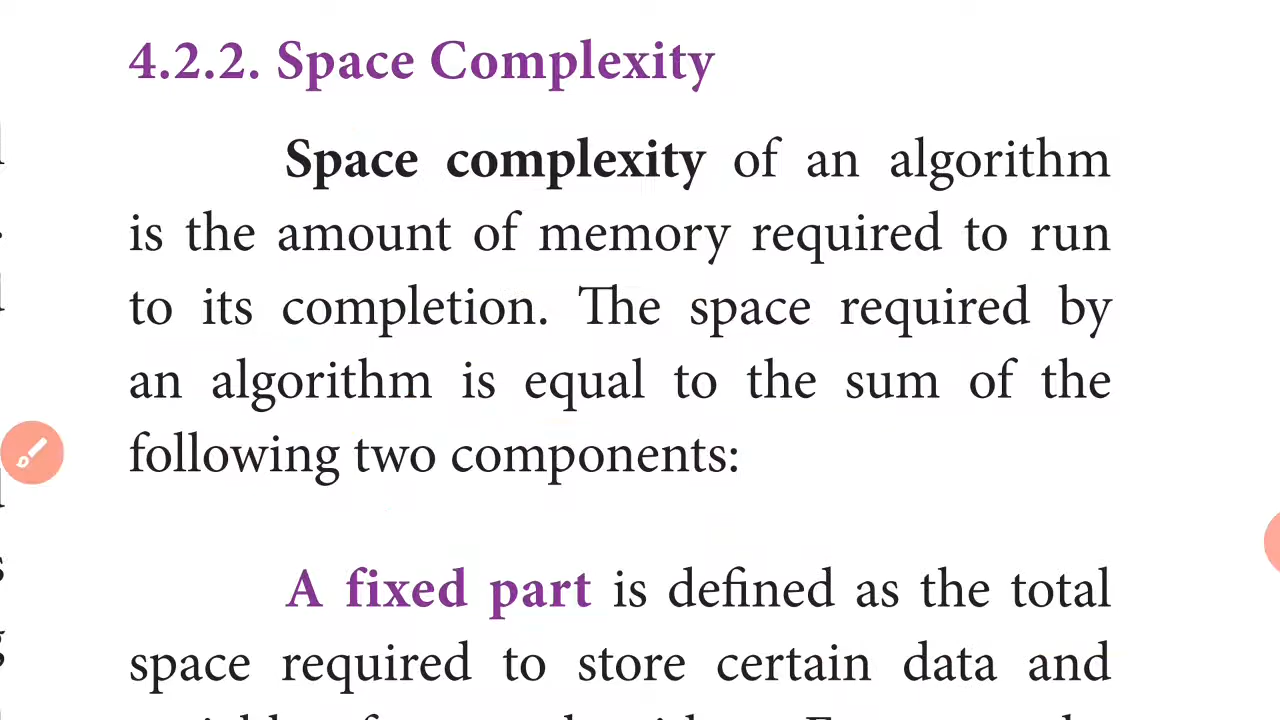 4.2.2. Space Complexity
Space complexity of an algorithm
is the amount of memory required to run
to its completion. The space required by
an algorithm is equal to the sum of the
following two components:
A fixed part is defined as the total
space required to store certain data and